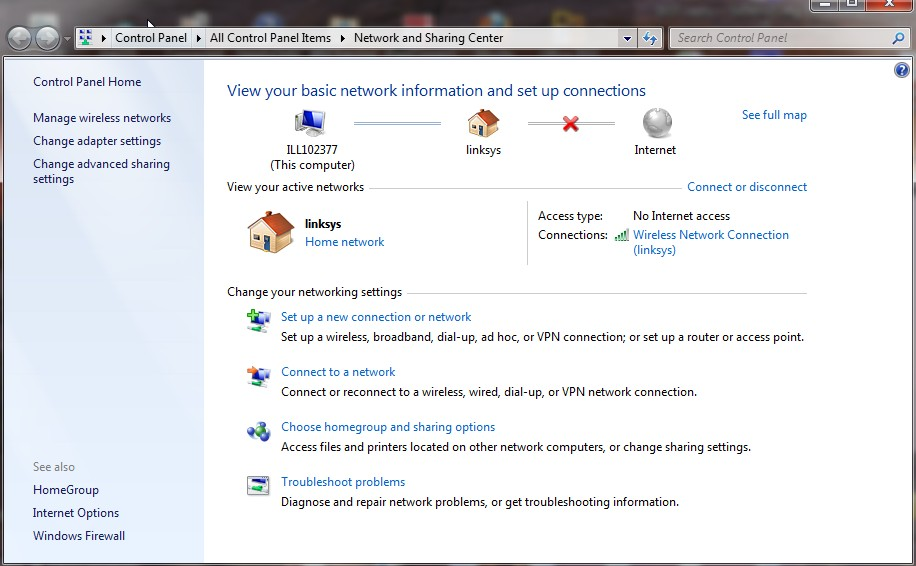 Control Panel ▸ All Control Panel Items ▸ Network and Sharing Center
Search Control Panel
Control Panel Home
Manage wireless networks
Change adapter settings
Change advanced sharing
settings
See also
HomeGroup
Internet Options
Windows Firewall
View your basic network information and set up connections
See full map
ILL102377
(This computer)
linksys
Internet
View your active networks
Connect or disconnect
linksys
Home network
Access type: No Internet access
Connections: Wireless Network Connection
(linksys)
Change your networking settings
Set up a new connection or network
Set up a wireless, broadband, dial-up, ad hoc, or VPN connection; or set up a router or access point.
Connect to a network
Connect or reconnect to a wireless, wired, dial-up, or VPN network connection.
Choose homegroup and sharing options
Access files and printers located on other network computers, or change sharing settings.
Troubleshoot problems
Diagnose and repair network problems, or get troubleshooting information.